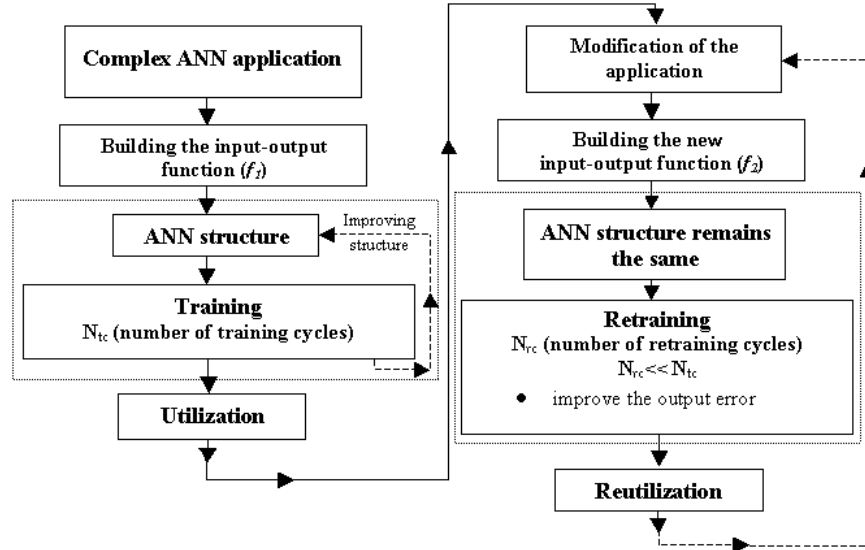 Complex ANN application
Building the input-output
function (f₁)
Improving
structure
ANN structure
Training
Nₜc (number of training cycles)
Utilization
Modification of the
application
Building the new
input-output function (f₂)
ANN structure remains
the same
Retraining
Nrc (number of retraining cycles)
Nrc<< Ntc
● improve the output error
Reutilization